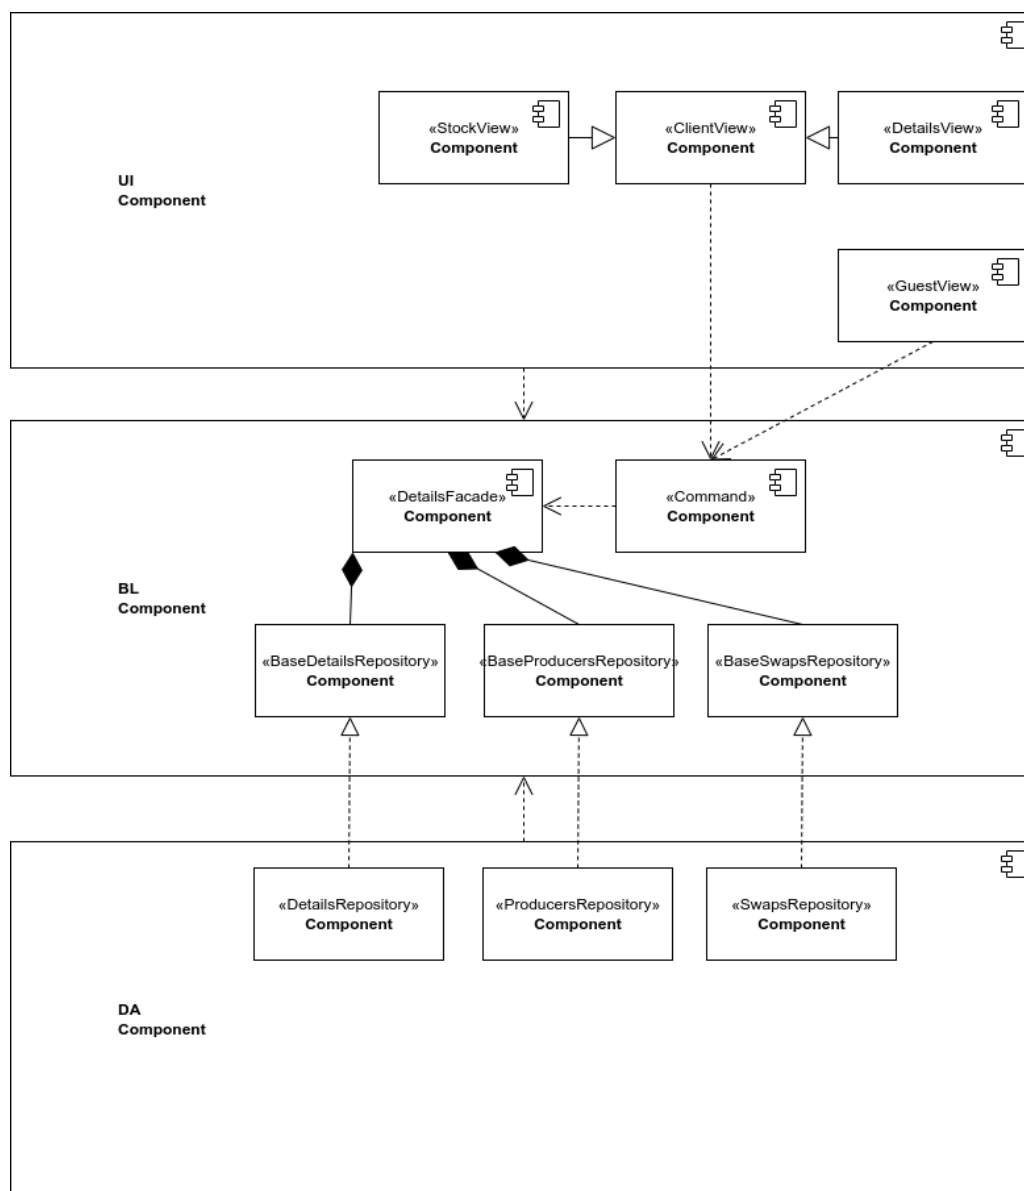 «StockView»
Component
«ClientView»
Component
«DetailsView»
Component
UI
Component
«GuestView»
Component
«DetailsFacade»
Component
«Command»
Component
BL
Component
«BaseDetailsRepository»
Component
«BaseProducersRepository»
Component
«BaseSwapsRepository»
Component
«DetailsRepository»
Component
«ProducersRepository»
Component
«SwapsRepository»
Component
DA
Component